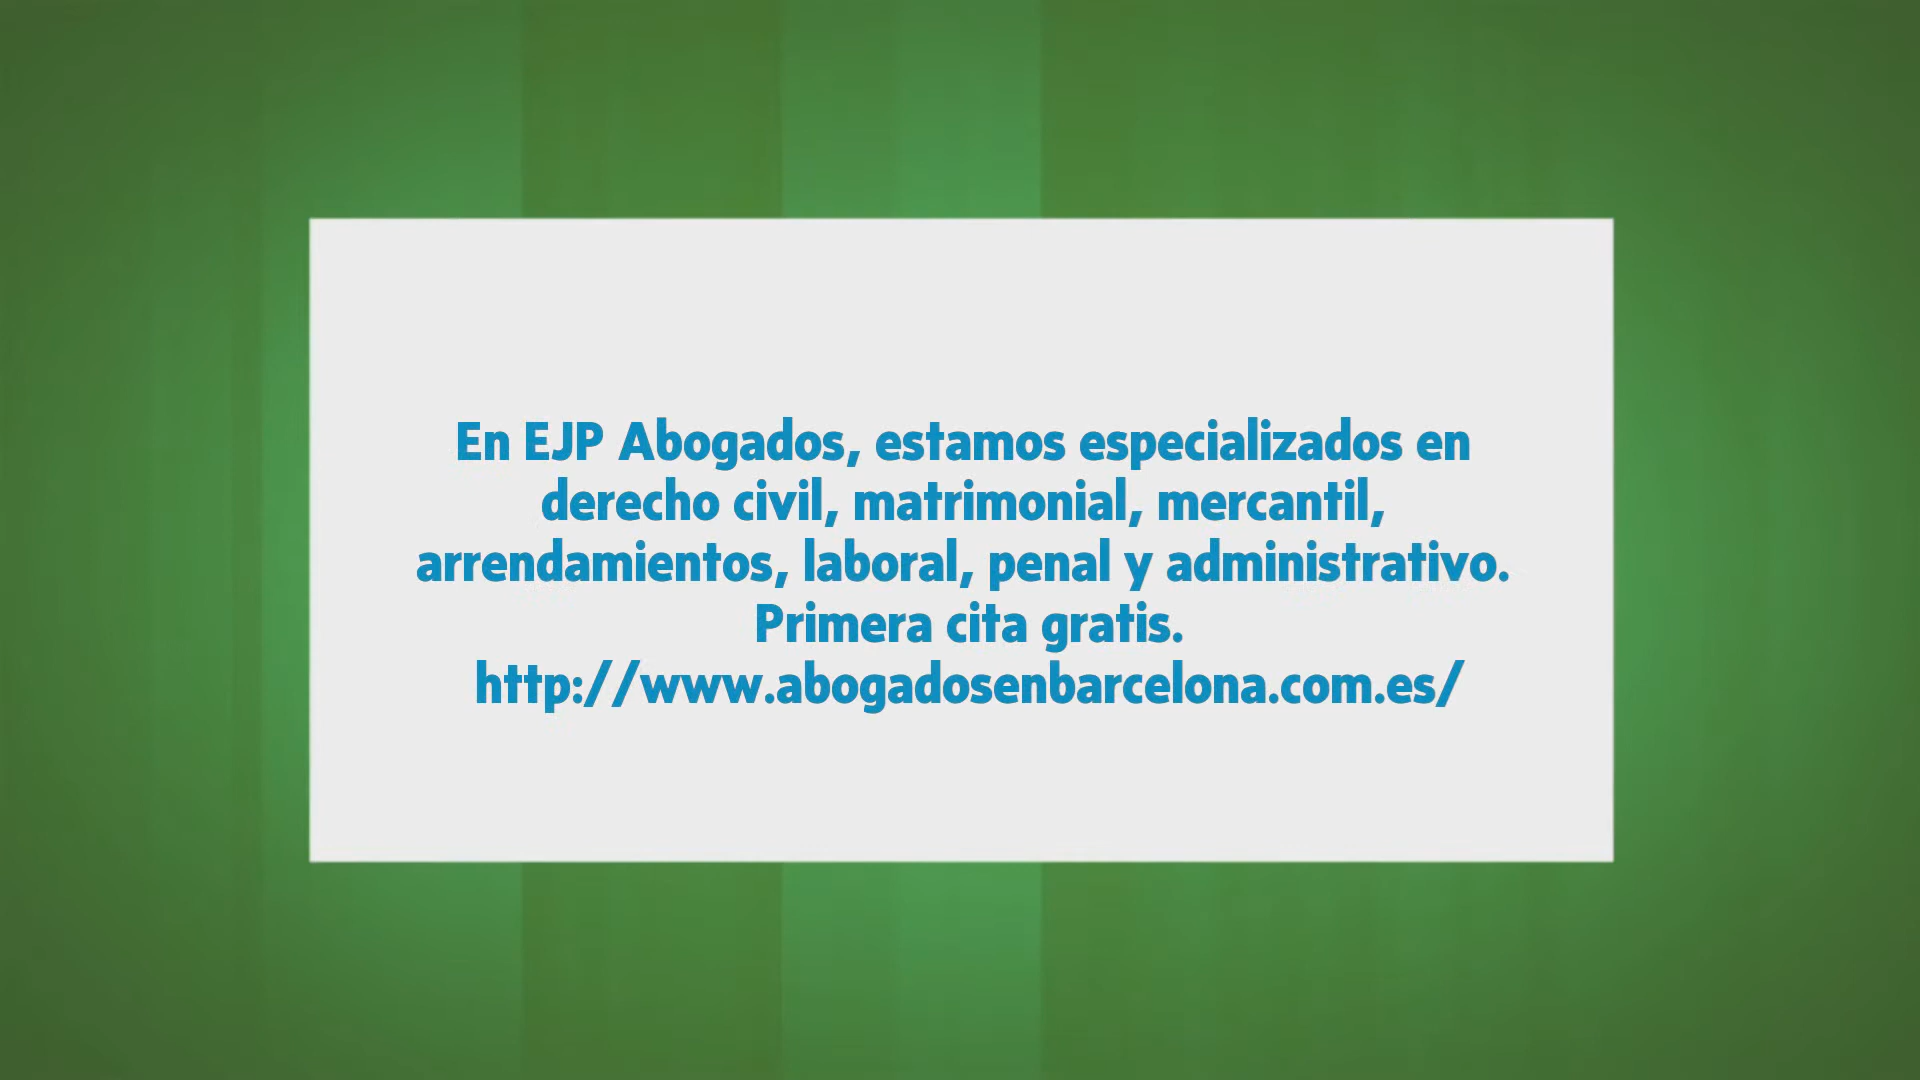 En EJP Abogados, estamos especializados en
derecho civil, matrimonial, mercantil,
arrendamientos, laboral, penal y administrativo.
Primera cita gratis.
http://www.abogadosenbarcelona.com.es/